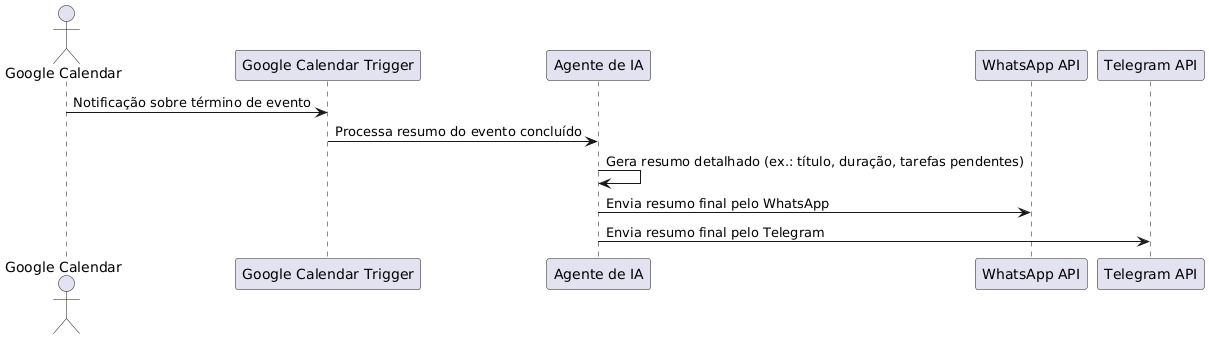 Google Calendar
Google Calendar Trigger
Agente de IA
WhatsApp API
Telegram API
Notificação sobre término de evento
Processa resumo do evento concluído
Gera resumo detalhado (ex.: título, duração, tarefas pendentes)
Envia resumo final pelo WhatsApp
Envia resumo final pelo Telegram
Google Calendar
Google Calendar Trigger
Agente de IA
WhatsApp API
Telegram API